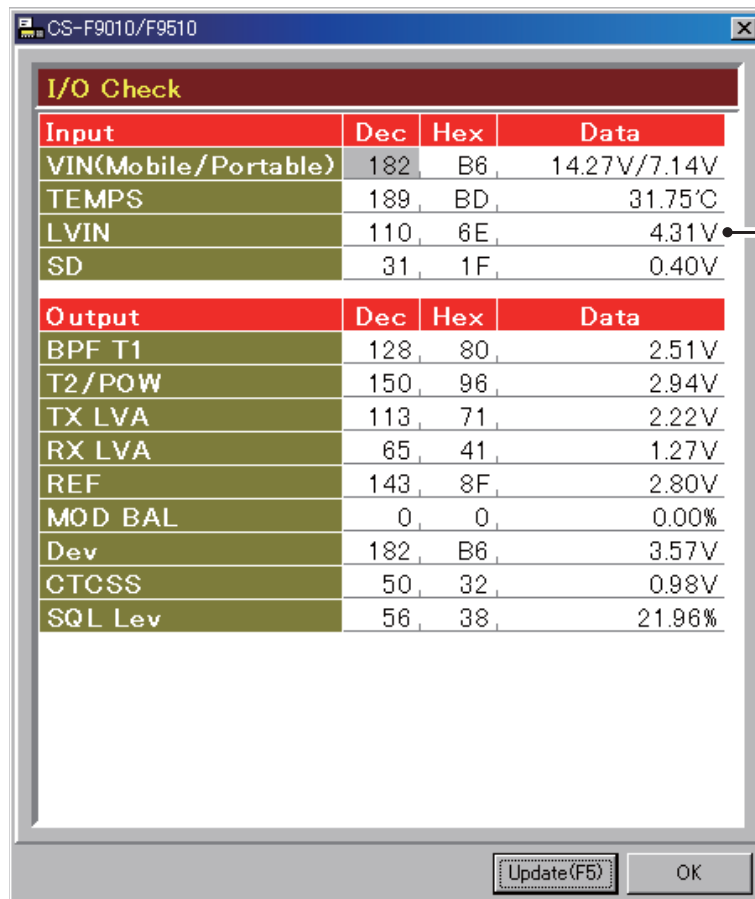 CS-F9010/F9510
I/O Check
Input Dec Hex Data
VIN(Mobile/Portable) 182 B6 14.27V/7.14V
TEMPS 189 BD 31.75'C
LVIN 110 6E 4.31V
SD 31 1F 0.40V
Output Dec Hex Data
BPF T1 128 80 2.51V
T2/POW 150 96 2.94V
TX LVA 113 71 2.22V
RX LVA 65 41 1.27V
REF 143 8F 2.80V
MOD BAL 0 0 0.00%
Dev 182 B6 3.57V
CTCSS 50 32 0.98V
SQL Lev 56 38 21.96%
Update(F5) OK